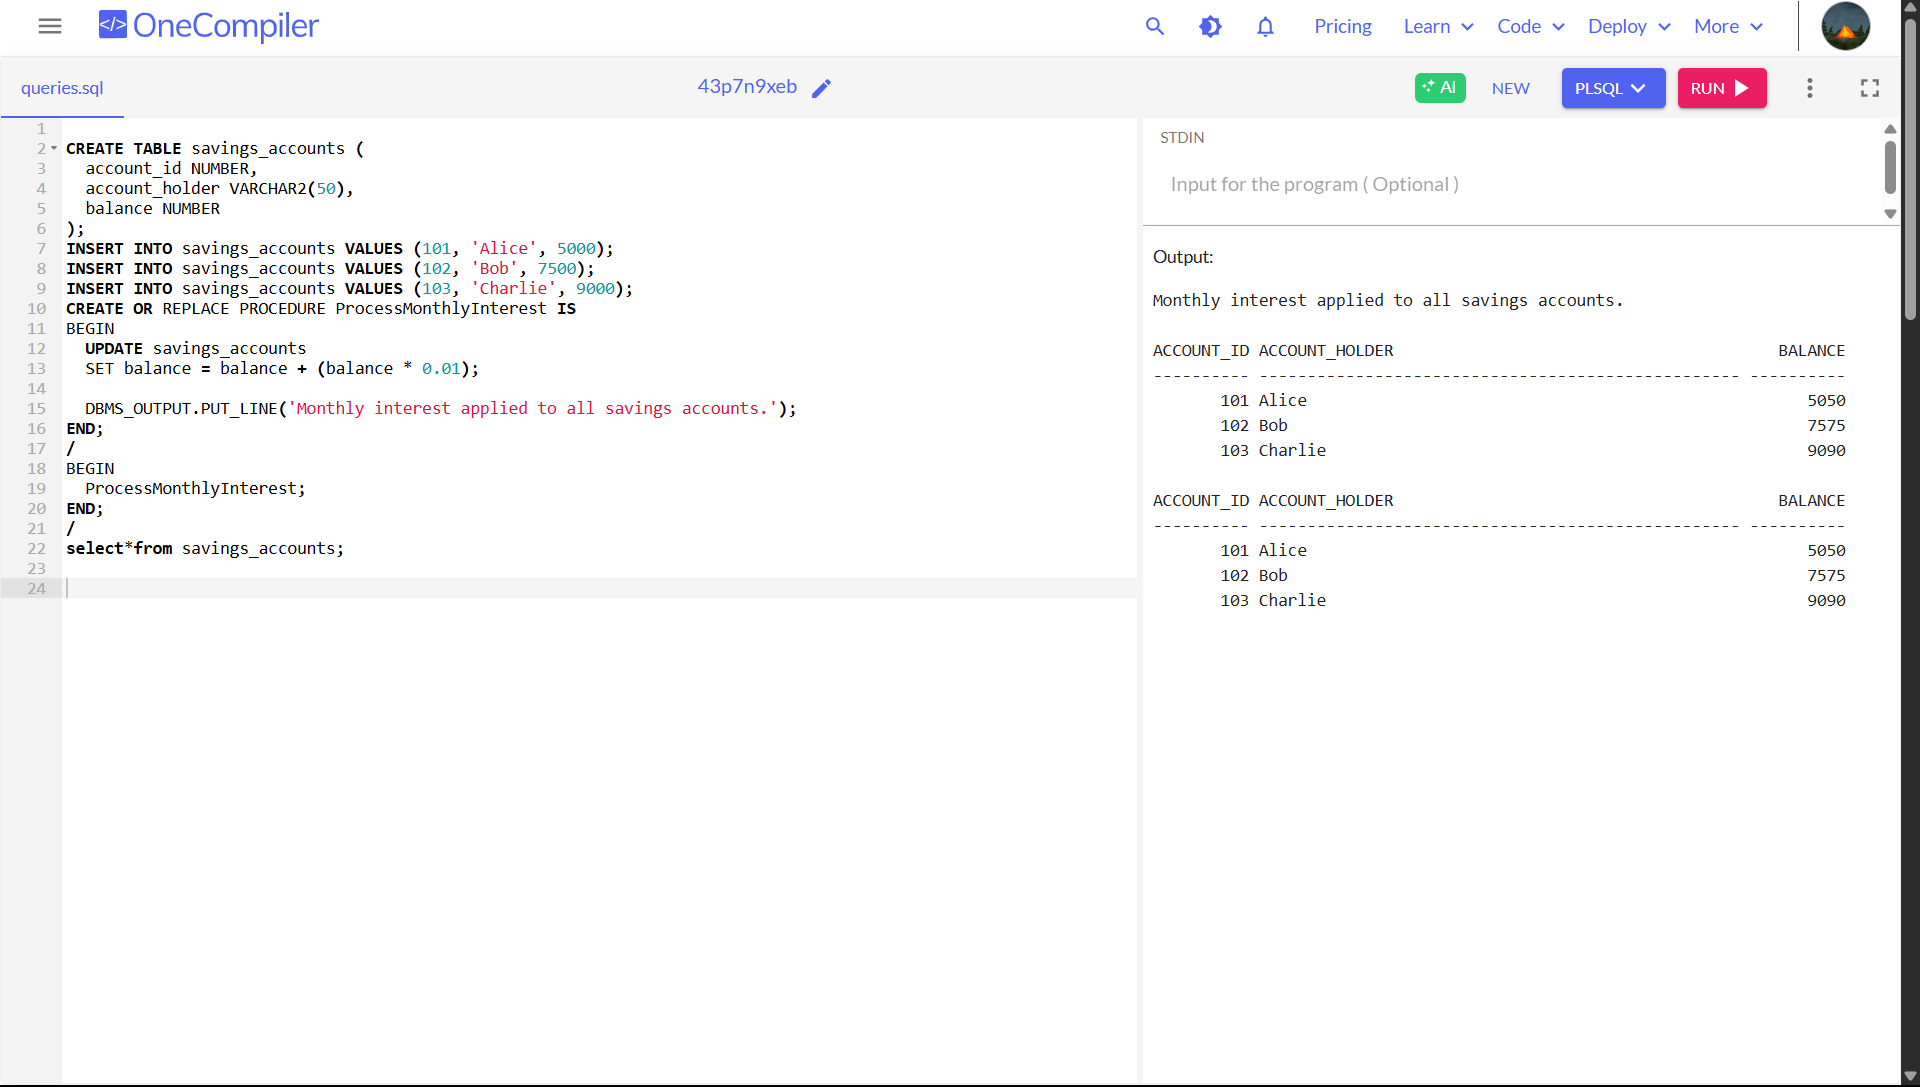 </> OneCompiler
Pricing Learn Code Deploy More
queries.sql
43p7n9xeb
AI NEW PLSQL RUN
1
2 CREATE TABLE savings_accounts (
3   account_id NUMBER,
4   account_holder VARCHAR2(50),
5   balance NUMBER
6 );
7 INSERT INTO savings_accounts VALUES (101, 'Alice', 5000);
8 INSERT INTO savings_accounts VALUES (102, 'Bob', 7500);
9 INSERT INTO savings_accounts VALUES (103, 'Charlie', 9000);
10 CREATE OR REPLACE PROCEDURE ProcessMonthlyInterest IS
11 BEGIN
12   UPDATE savings_accounts
13   SET balance = balance + (balance * 0.01);
14
15   DBMS_OUTPUT.PUT_LINE('Monthly interest applied to all savings accounts.');
16 END;
17 /
18 BEGIN
19   ProcessMonthlyInterest;
20 END;
21 /
22 select*from savings_accounts;
23
24
STDIN
Input for the program ( Optional )
Output:
Monthly interest applied to all savings accounts.
ACCOUNT_ID ACCOUNT_HOLDER                                        BALANCE
---------- -------------------------------------------------- ----------
       101 Alice                                                    5050
       102 Bob                                                      7575
       103 Charlie                                                  9090
ACCOUNT_ID ACCOUNT_HOLDER                                        BALANCE
---------- -------------------------------------------------- ----------
       101 Alice                                                    5050
       102 Bob                                                      7575
       103 Charlie                                                  9090